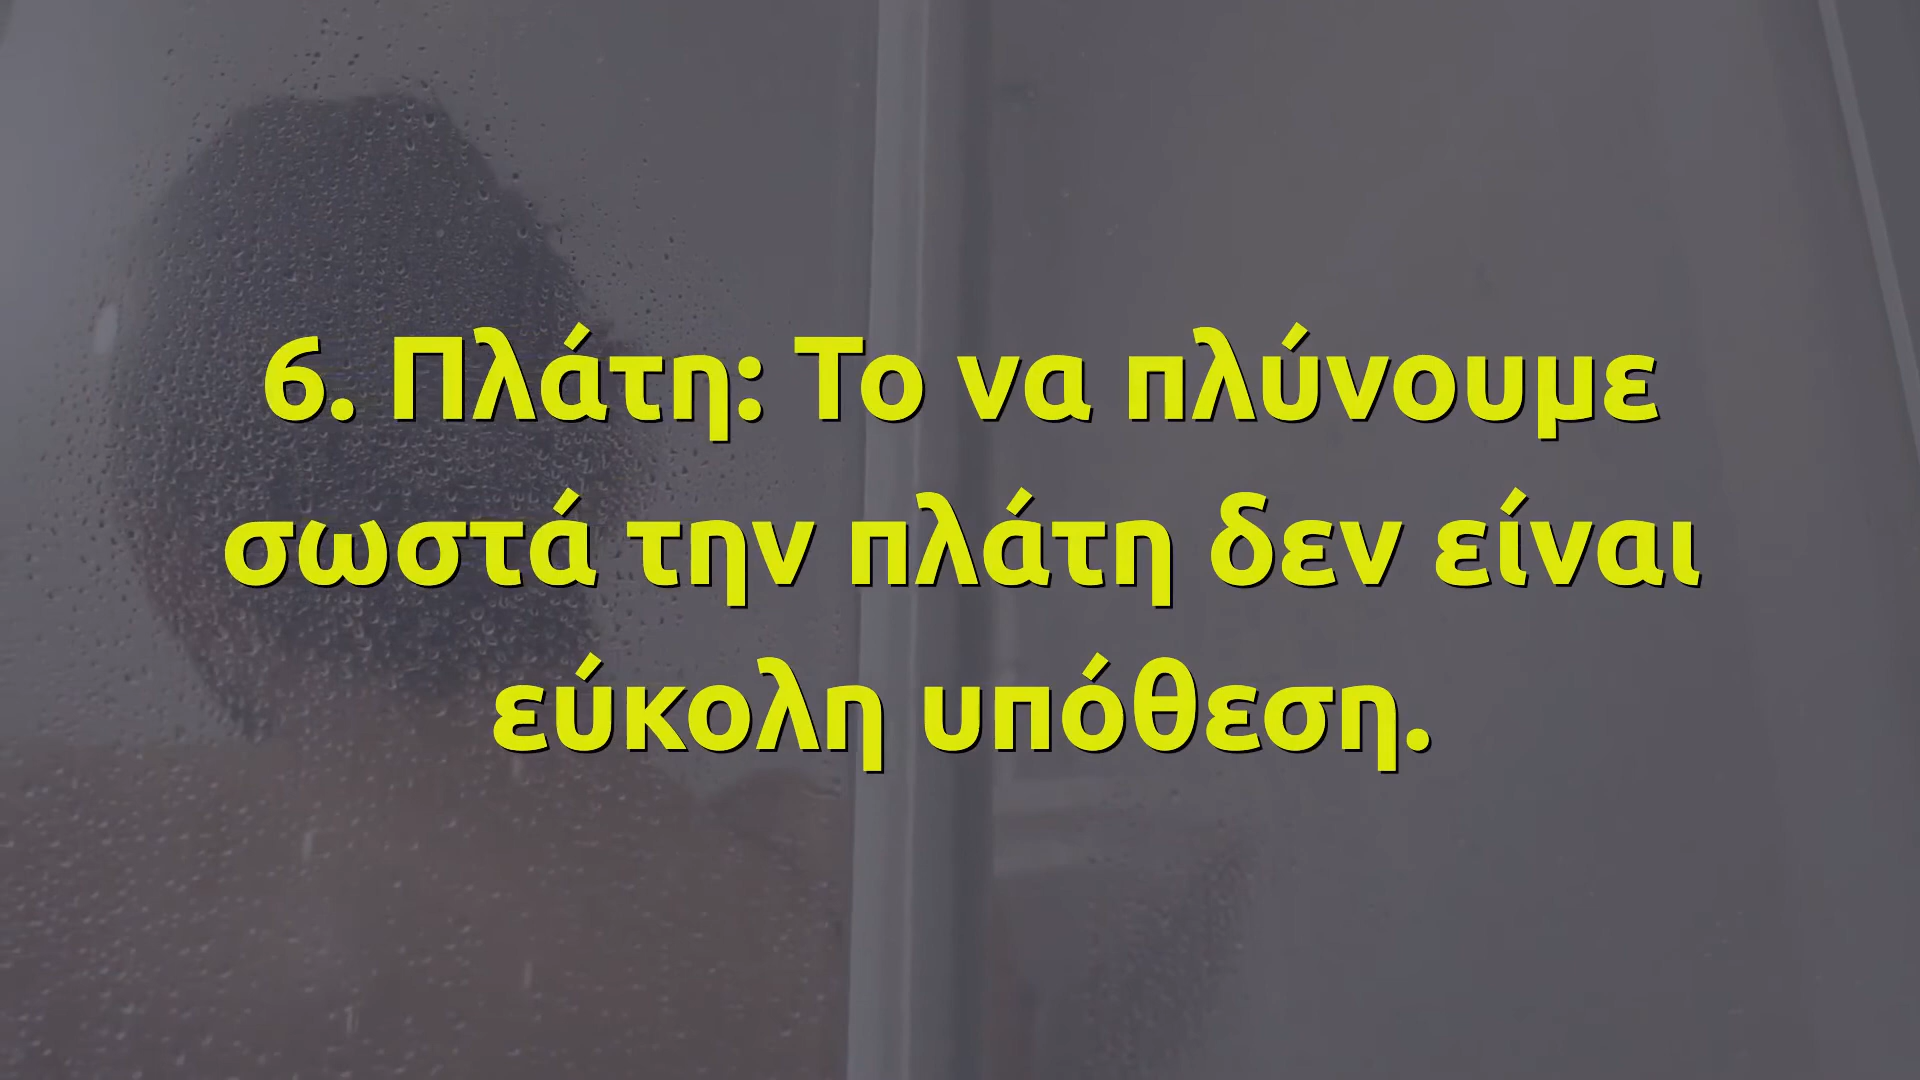 6. Πλάτη: Το να πλύνουμε
σωστά την πλάτη δεν είναι
εύκολη υπόθεση.